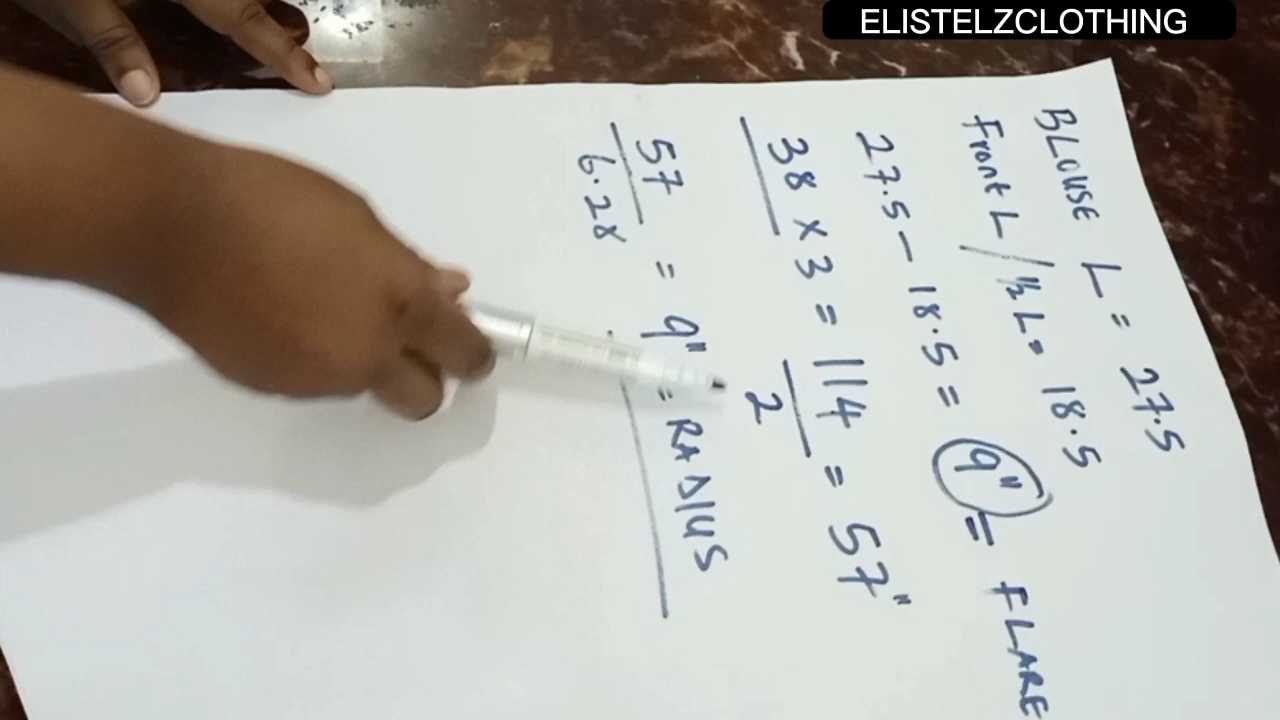 ELISTELZCLOTHING
BLOUSE L = 27.5
Front L / ½ L = 18.5
27.5 - 18.5 = 9" = FLARE
38 x 3 = 114 = 57"
2
57 = 9" = RADIUS
6.28